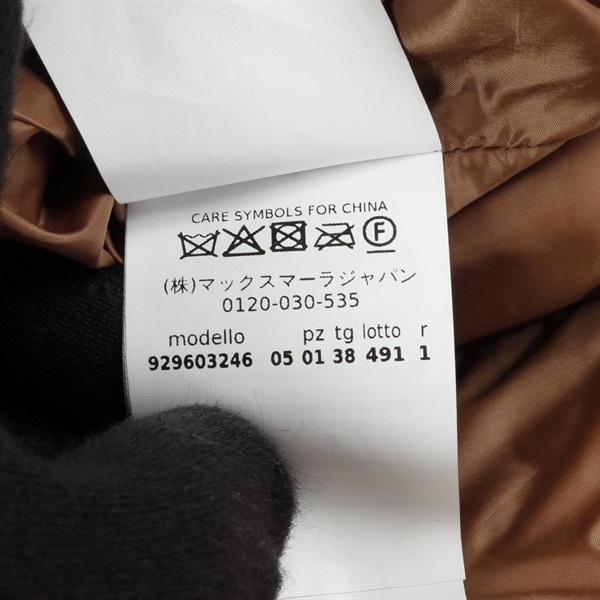 CARE SYMBOLS FOR CHINA
F
(株)マックスマーラジャパン
0120-030-535
modello pz tg lotto r
929603246 05 01 38 491 1